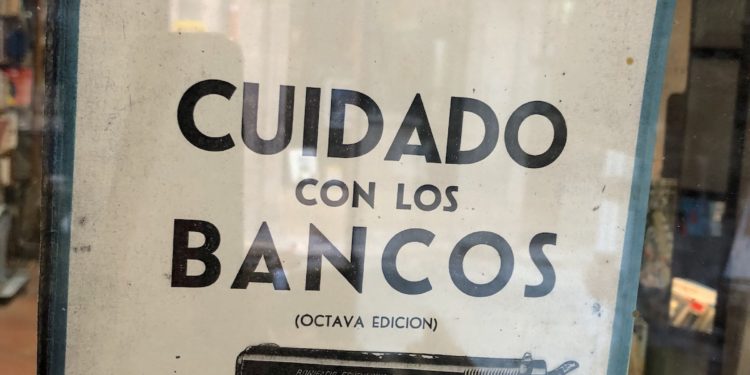 CUIDADO
CON LOS
BANCOS
(OCTAVA EDICION)